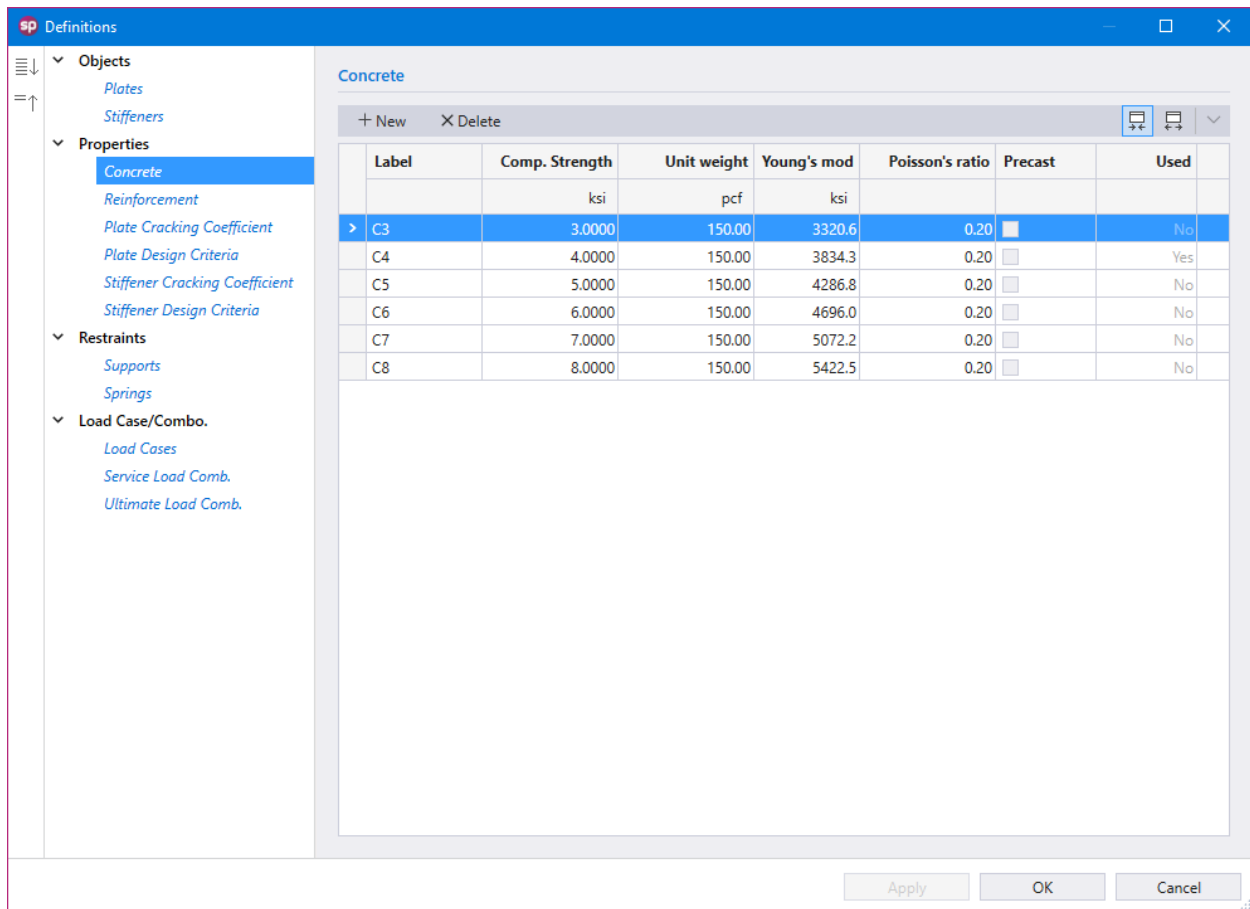 sp Definitions
Objects
Plates
Stiffeners
Properties
Concrete
Reinforcement
Plate Cracking Coefficient
Plate Design Criteria
Stiffener Cracking Coefficient
Stiffener Design Criteria
Restraints
Supports
Springs
Load Case/Combo.
Load Cases
Service Load Comb.
Ultimate Load Comb.
Concrete
New Delete
Label Comp. Strength Unit weight Young's mod Poisson's ratio Precast Used
ksi pcf ksi
C3 3.0000 150.00 3320.6 0.20 No
C4 4.0000 150.00 3834.3 0.20 Yes
C5 5.0000 150.00 4286.8 0.20 No
C6 6.0000 150.00 4696.0 0.20 No
C7 7.0000 150.00 5072.2 0.20 No
C8 8.0000 150.00 5422.5 0.20 No
Apply OK Cancel